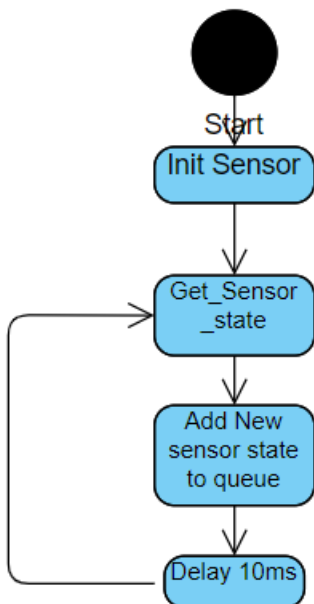 Start
Init Sensor
Get_Sensor
_state
Add New
sensor state
to queue
Delay 10ms